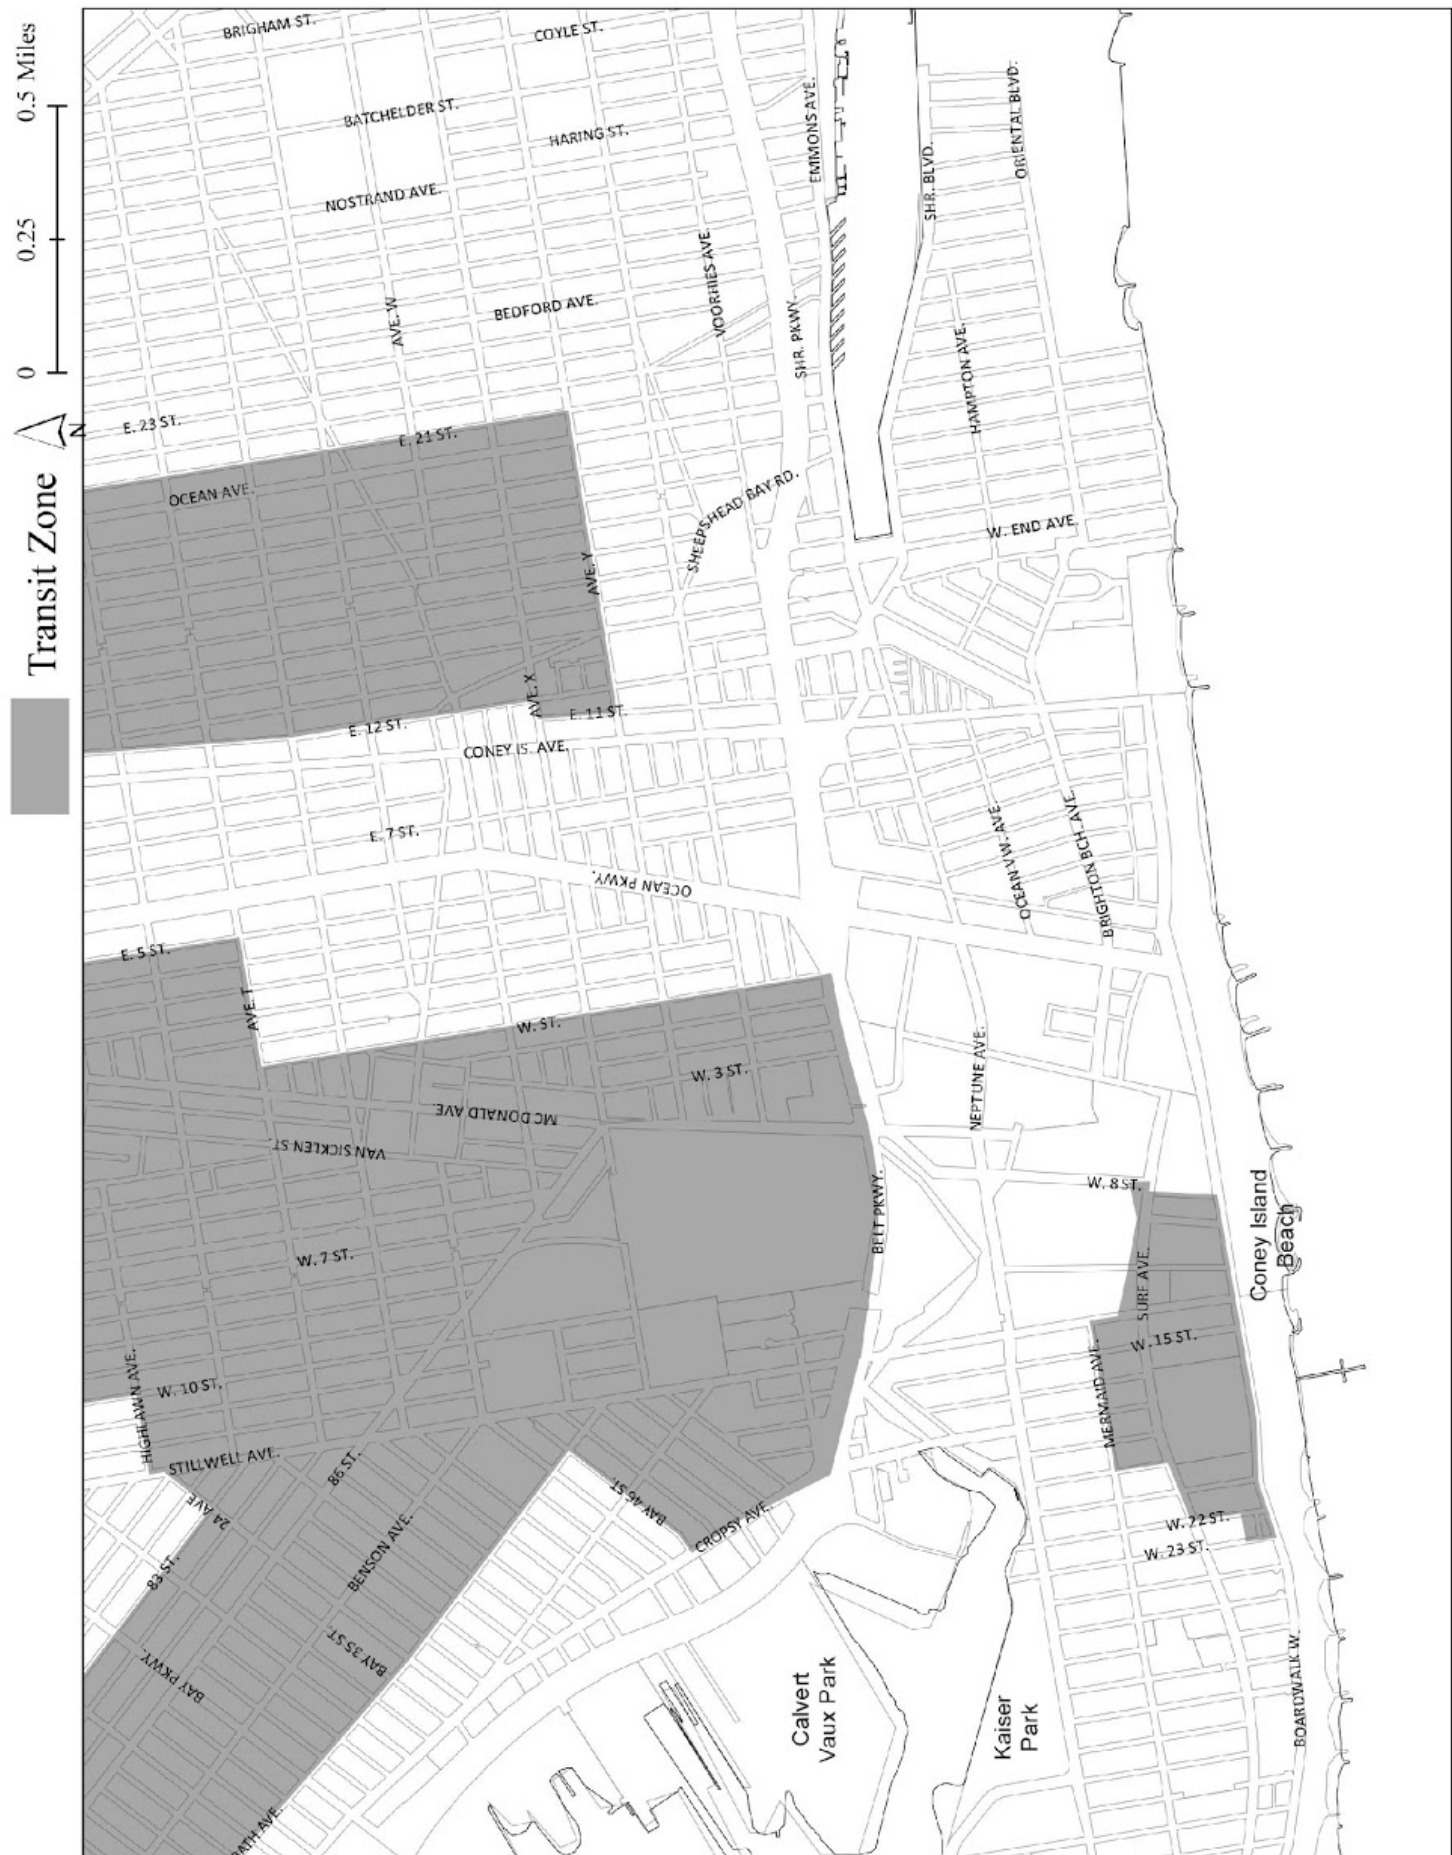 0.5 Miles
0.25
0
N
Transit Zone
BRIGHAM ST.
COYLE ST.
BATCHELDER ST.
HARING ST.
EMMONS AVE.
ORIENTAL BLVD.
SHR. BLVD.
NOSTRAND AVE.
VOORHIES AVE.
BEDFORD AVE.
AVE. W
SHR. PKWY.
HAMPTON AVE.
E. 23 ST.
E. 21 ST.
OCEAN AVE.
SHEEPSHEAD BAY RD.
W. END AVE.
AVE. Y
AVE. X
E. 11 ST.
E. 12 ST.
CONEY IS. AVE.
E. 7 ST.
OCEAN PKWY.
OCEAN VW. AVE.
BRIGHTON BCH. AVE.
E. 5 ST.
AVE. T
W. ST.
W. 3 ST.
NEPTUNE AVE.
MC DONALD AVE.
VAN SICKLEN ST.
W. 8 ST.
BELT PKWY.
Coney Island
Beach
W. 7 ST.
SURF AVE.
W. 15 ST.
MERMAID AVE.
HIGHLAWN AVE.
W. 10 ST.
STILLWELL AVE.
86 ST.
24 AVE.
BAY 46 ST.
CROPSY AVE.
W. 22 ST.
W. 23 ST.
83 ST.
BENSON AVE.
BAY 35 ST.
BAY PKWY.
Calvert
Vaux Park
Kaiser
Park
BOARDWALK W.
BATH AVE.